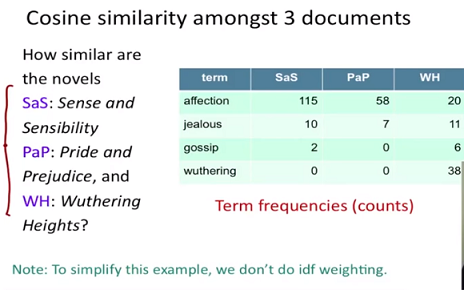 Cosine similarity amongst 3 documents
How similar are
the novels
SaS: Sense and
Sensibility
PaP: Pride and
Prejudice, and
WH: Wuthering
Heights?
term SaS PaP WH
affection 115 58 20
jealous 10 7 11
gossip 2 0 6
wuthering 0 0 38
Term frequencies (counts)
Note: To simplify this example, we don't do idf weighting.